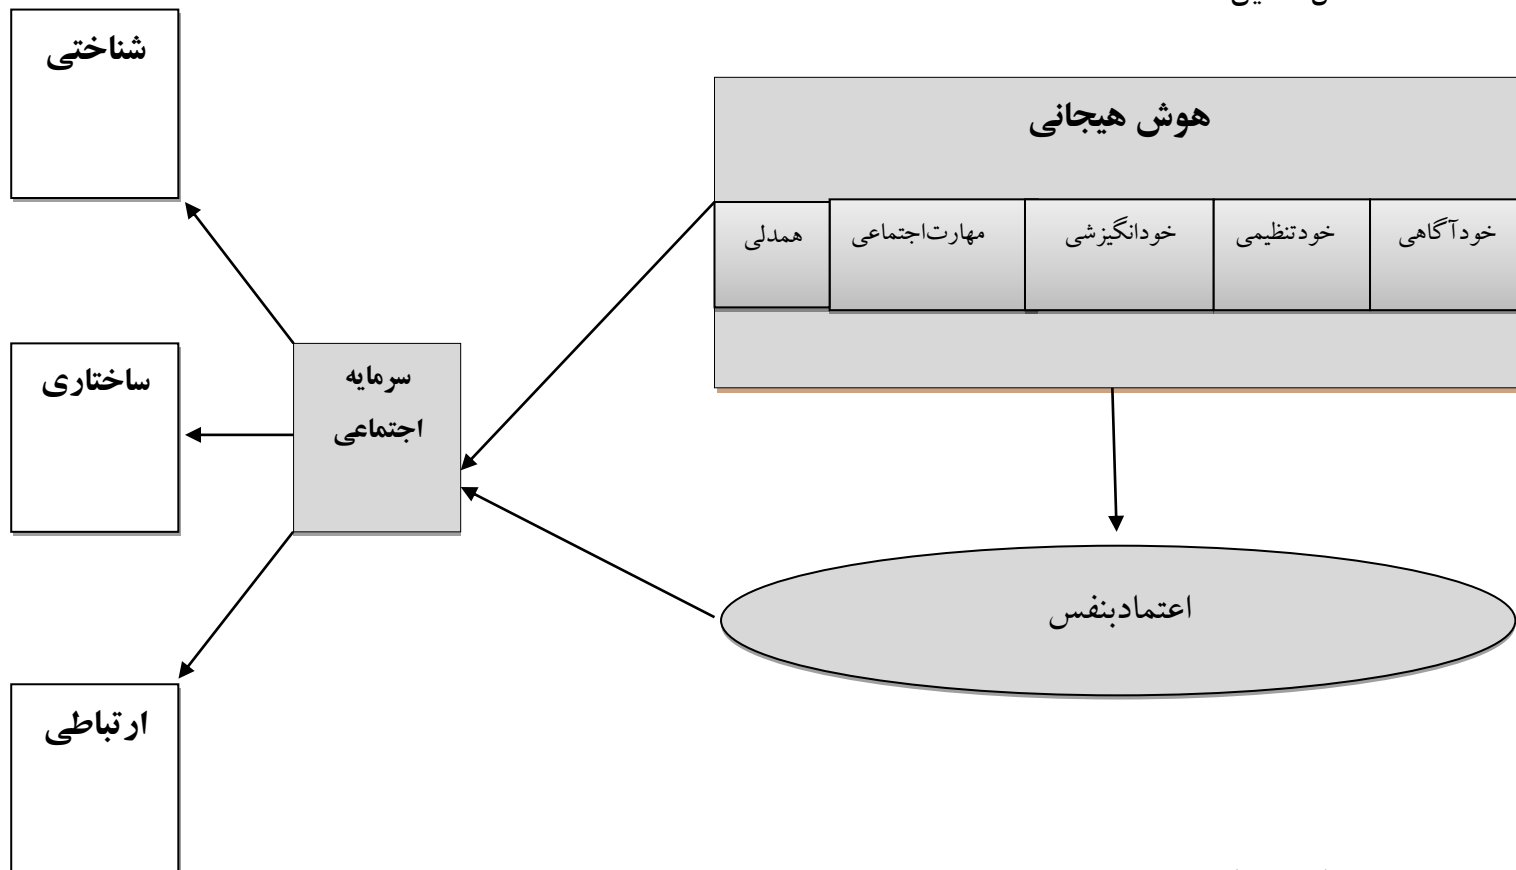 هوش هیجانی
خودآگاهی
خودتنظیمی
خودانگیزشی
مهارت‌اجتماعی
همدلی
اعتمادبنفس
سرمایه
اجتماعی
شناختی
ساختاری
ارتباطی